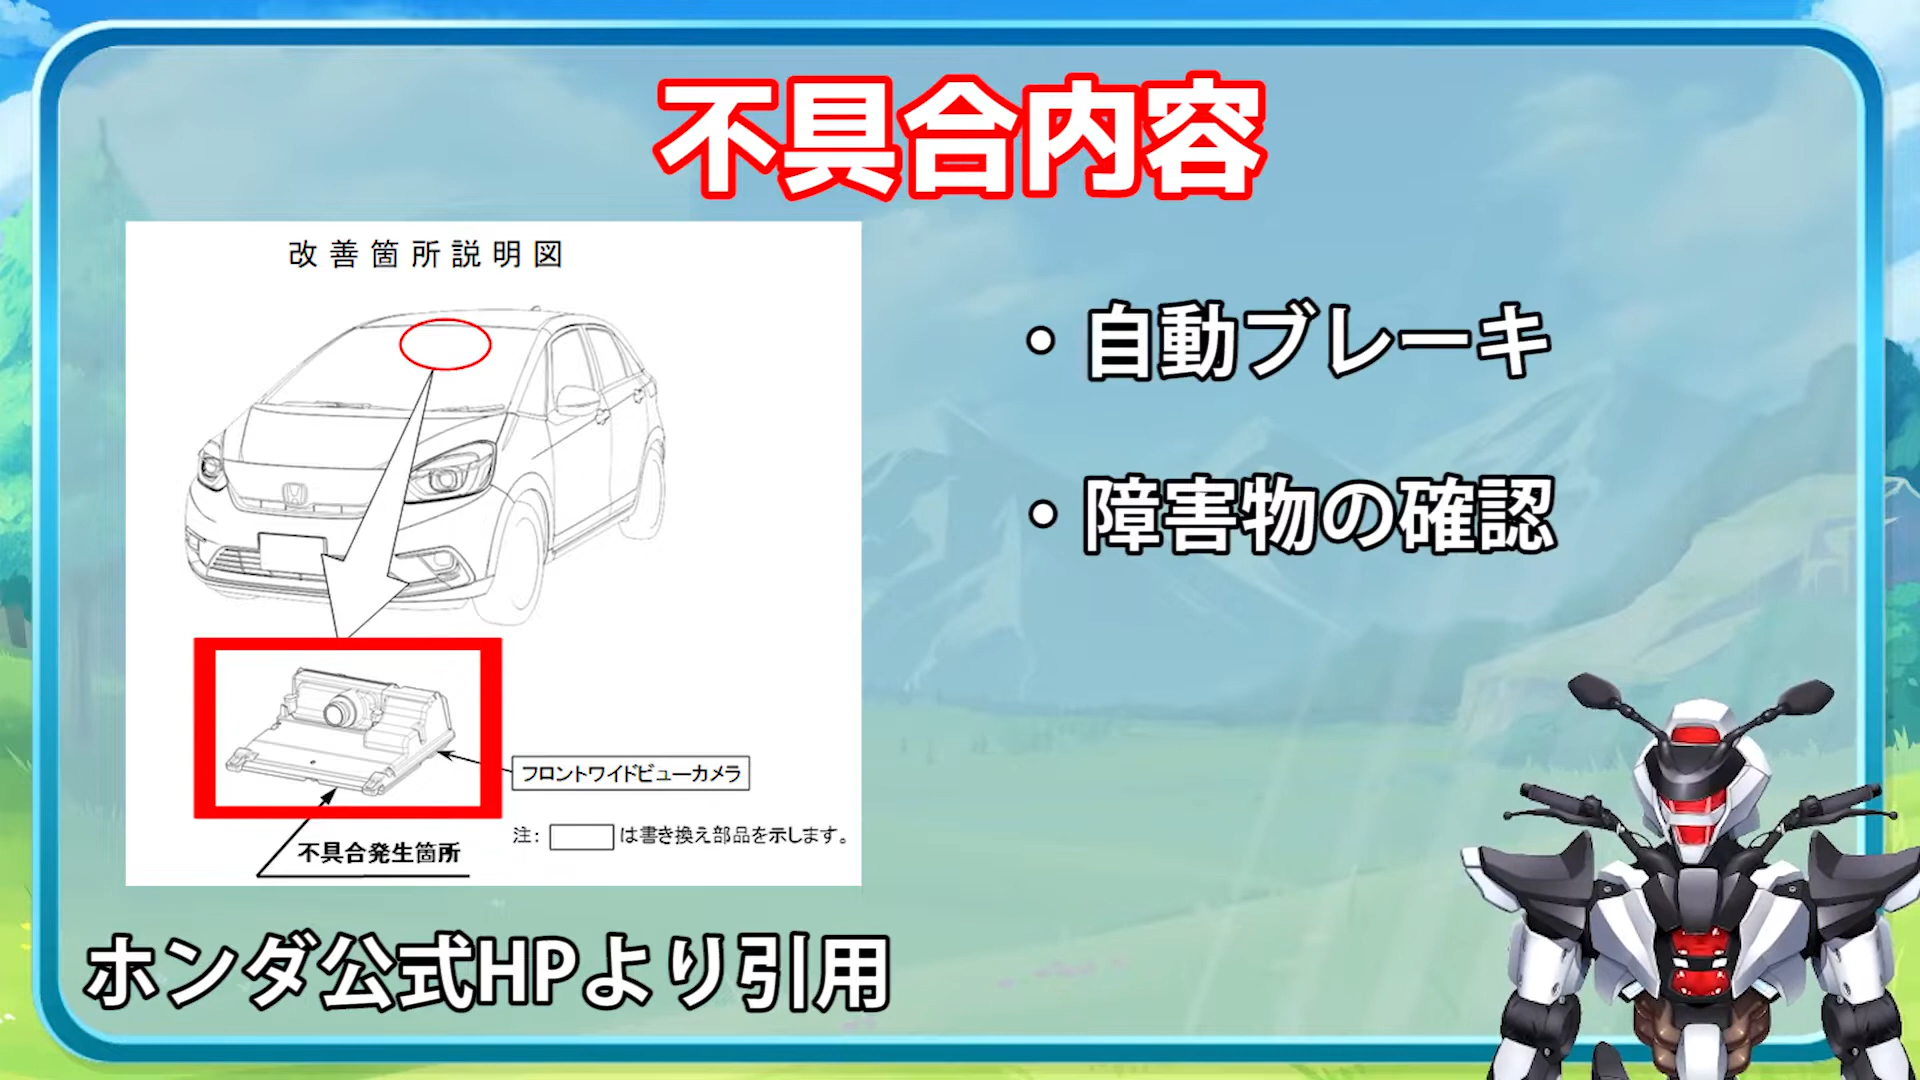 不具合内容
改善箇所説明図
・自動ブレーキ
・障害物の確認
フロントワイドビューカメラ
注: は書き換え部品を示します。
不具合発生箇所
ホンダ公式HPより引用